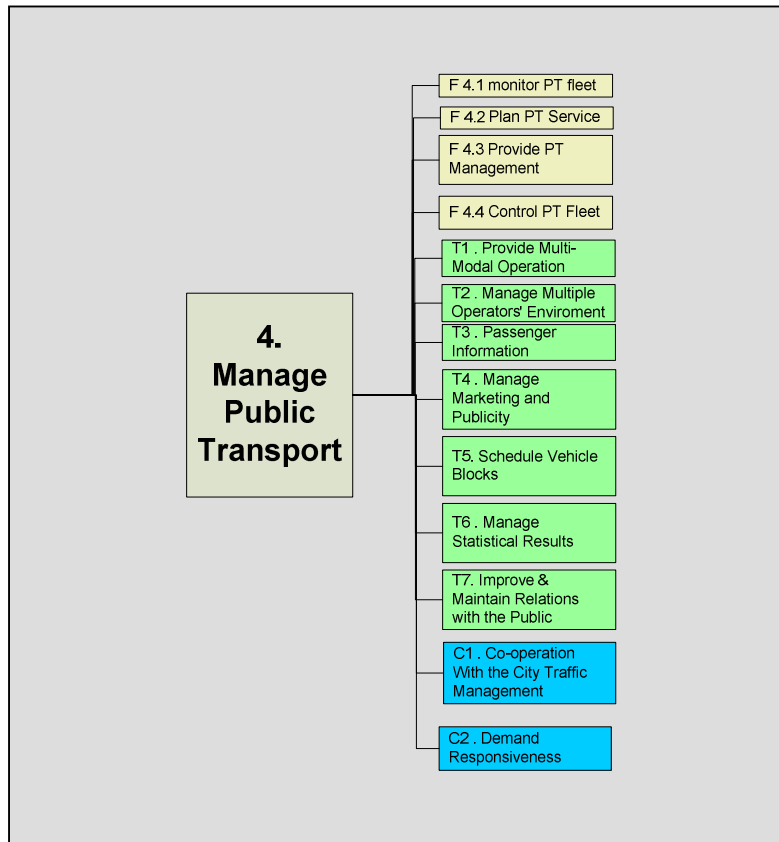 4.
Manage
Public
Transport
F 4.1 monitor PT fleet
F 4.2 Plan PT Service
F 4.3 Provide PT
Management
F 4.4 Control PT Fleet
T1 . Provide Multi-
Modal Operation
T2 . Manage Multiple
Operators' Enviroment
T3 . Passenger
Information
T4 . Manage
Marketing and
Publicity
T5. Schedule Vehicle
Blocks
T6 . Manage
Statistical Results
T7. Improve &
Maintain Relations
with the Public
C1 . Co-operation
With the City Traffic
Management
C2 . Demand
Responsiveness